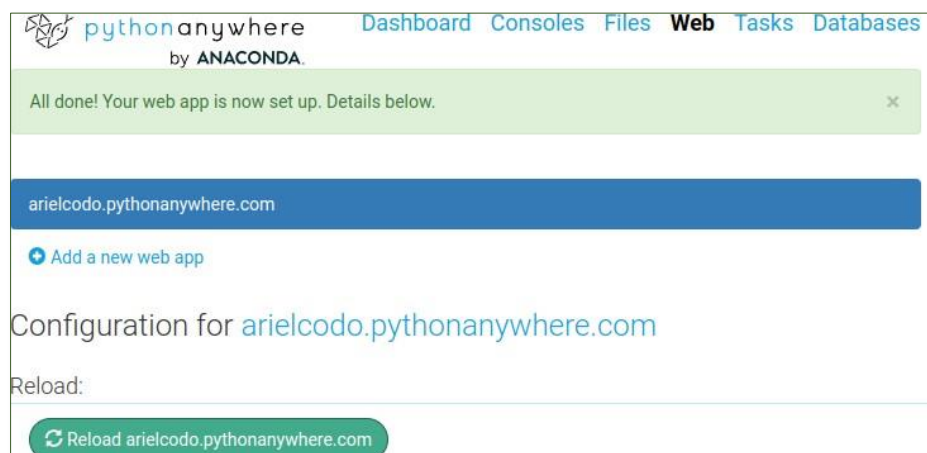 pythonanywhere Dashboard Consoles Files Web Tasks Databases
by ANACONDA.
All done! Your web app is now set up. Details below. ×
arielcodo.pythonanywhere.com
Add a new web app
Configuration for arielcodo.pythonanywhere.com
Reload:
Reload arielcodo.pythonanywhere.com